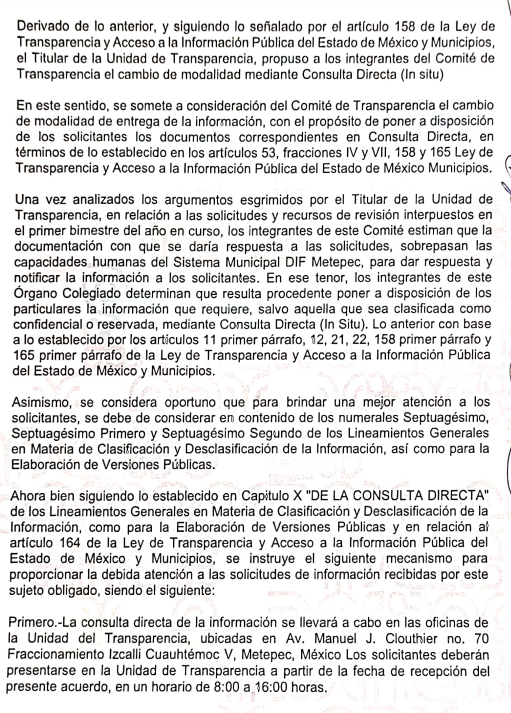 Derivado de lo anterior, y siguiendo lo señalado por el artículo 158 de la Ley de
Transparencia y Acceso a la Información Pública del Estado de México y Municipios,
el Titular de la Unidad de Transparencia, propuso a los integrantes del Comité de
Transparencia el cambio de modalidad mediante Consulta Directa (In situ)
En este sentido, se somete a consideración del Comité de Transparencia el cambio
de modalidad de entrega de la información, con el propósito de poner a disposición
de los solicitantes los documentos correspondientes en Consulta Directa, en
términos de lo establecido en los artículos 53, fracciones IV y VII, 158 y 165 Ley de
Transparencia y Acceso a la Información Pública del Estado de México Municipios.
Una vez analizados los argumentos esgrimidos por el Titular de la Unidad de
Transparencia, en relación a las solicitudes y recursos de revisión interpuestos en
el primer bimestre del año en curso, los integrantes de este Comité estiman que la
documentación con que se daría respuesta a las solicitudes, sobrepasan las
capacidades humanas del Sistema Municipal DIF Metepec, para dar respuesta y
notificar la información a los solicitantes. En ese tenor, los integrantes de este
Órgano Colegiado determinan que resulta procedente poner a disposición de los
particulares la información que requiere, salvo aquella que sea clasificada como
confidencial o reservada, mediante Consulta Directa (In Situ). Lo anterior con base
a lo establecido por los artículos 11 primer párrafo, 12, 21, 22, 158 primer párrafo y
165 primer párrafo de la Ley de Transparencia y Acceso a la Información Pública
del Estado de México y Municipios.
Asimismo, se considera oportuno que para brindar una mejor atención a los
solicitantes, se debe de considerar en contenido de los numerales Septuagésimo,
Septuagésimo Primero y Septuagésimo Segundo de los Lineamientos Generales
en Materia de Clasificación y Desclasificación de la Información, así como para la
Elaboración de Versiones Públicas.
Ahora bien siguiendo lo establecido en Capitulo X "DE LA CONSULTA DIRECTA"
de los Lineamientos Generales en Materia de Clasificación y Desclasificación de la
Información, como para la Elaboración de Versiones Públicas y en relación al
artículo 164 de la Ley de Transparencia y Acceso a la Información Pública del
Estado de México y Municipios, se instruye el siguiente mecanismo para
proporcionar la debida atención a las solicitudes de información recibidas por este
sujeto obligado, siendo el siguiente:
Primero.-La consulta directa de la información se llevará a cabo en las oficinas de
la Unidad del Transparencia, ubicadas en Av. Manuel J. Clouthier no. 70
Fraccionamiento Izcalli Cuauhtémoc V, Metepec, México Los solicitantes deberán
presentarse en la Unidad de Transparencia a partir de la fecha de recepción del
presente acuerdo, en un horario de 8:00 a 16:00 horas.